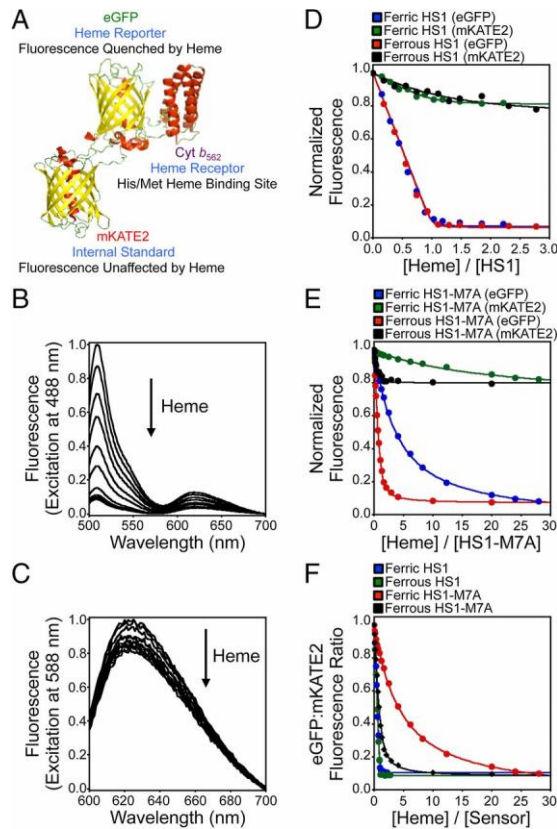 A
eGFP
Heme Reporter
Fluorescence Quenched by Heme
Cyt b562
Heme Receptor
His/Met Heme Binding Site
mKATE2
Internal Standard
Fluorescence Unaffected by Heme
B
Fluorescence
(Excitation at 488 nm)
1.0
0.8
0.6
0.4
0.2
0.0
Heme
500 550 600 650 700
Wavelength (nm)
C
Fluorescence
(Excitation at 588 nm)
1.0
0.8
0.6
0.4
0.2
0.0
Heme
600 620 640 660 680 700
Wavelength (nm)
D
Ferric HS1 (eGFP)
Ferric HS1 (mKATE2)
Ferrous HS1 (eGFP)
Ferrous HS1 (mKATE2)
Normalized
Fluorescence
1.0
0.8
0.6
0.4
0.2
0.0
0.0 0.6 1.2 1.8 2.4 3.0
[Heme] / [HS1]
E
Ferric HS1-M7A (eGFP)
Ferric HS1-M7A (mKATE2)
Ferrous HS1-M7A (eGFP)
Ferrous HS1-M7A (mKATE2)
Normalized
Fluorescence
1.0
0.8
0.6
0.4
0.2
0.0
0 5 10 15 20 25 30
[Heme] / [HS1-M7A]
F
Ferric HS1
Ferrous HS1
Ferric HS1-M7A
Ferrous HS1-M7A
eGFP:mKATE2
Fluorescence Ratio
1.0
0.8
0.6
0.4
0.2
0.0
0 5 10 15 20 25 30
[Heme] / [Sensor]